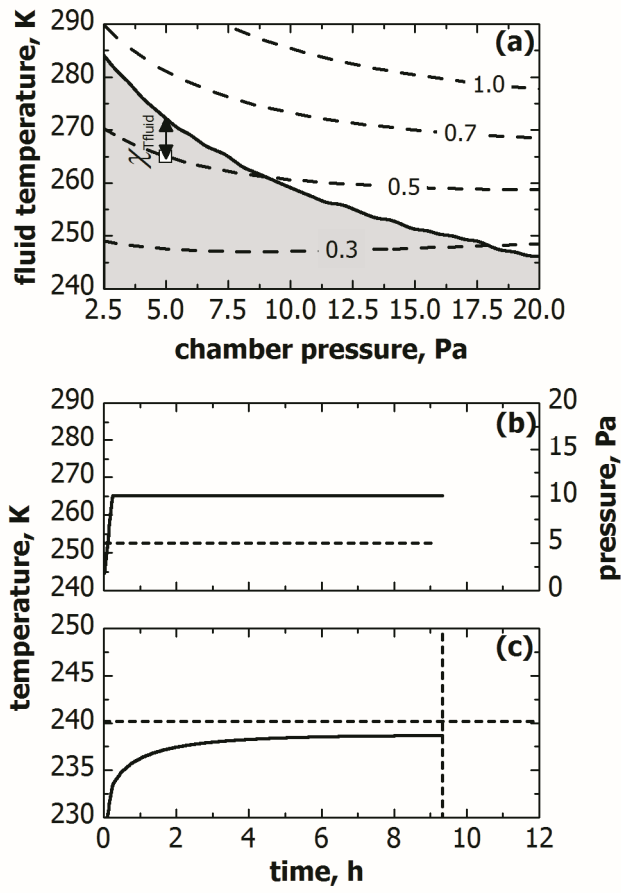 290
280
270
260
250
240
fluid temperature, K
(a)
1.0
0.7
0.5
0.3
χTfluid
2.5 5.0 7.5 10.0 12.5 15.0 17.5 20.0
chamber pressure, Pa
290
280
270
260
250
240
(b)
20
15
10
5
0
pressure, Pa
temperature, K
250
245
240
235
230
(c)
0 2 4 6 8 10 12
time, h